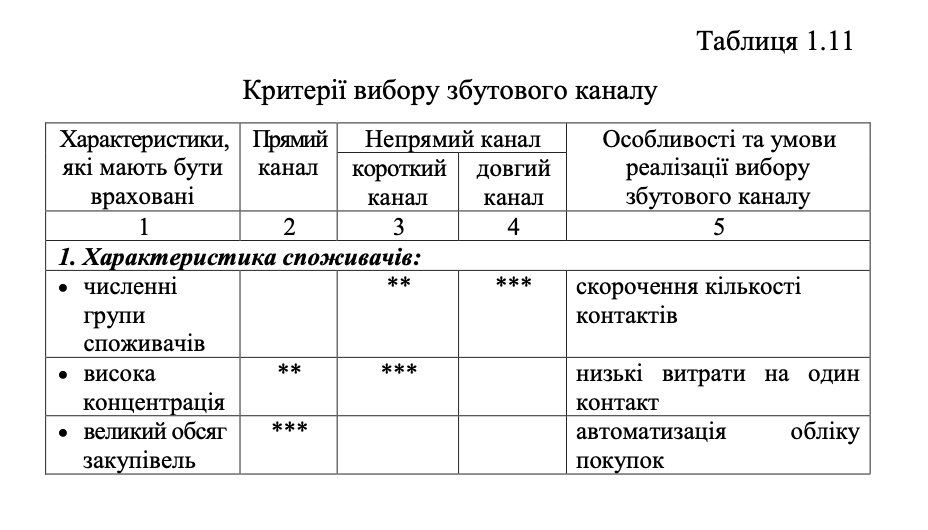 Таблиця 1.11
Критерії вибору збутового каналу
Характеристики, які мають бути враховані
Прямий канал
Непрямий канал
короткий канал
довгий канал
Особливості та умови реалізації вибору збутового каналу
1 2 3 4 5
1. Характеристика споживачів:
• численні групи споживачів ** *** скорочення кількості контактів
• висока концентрація ** *** низькі витрати на один контакт
• великий обсяг закупівель *** автоматизація обліку покупок